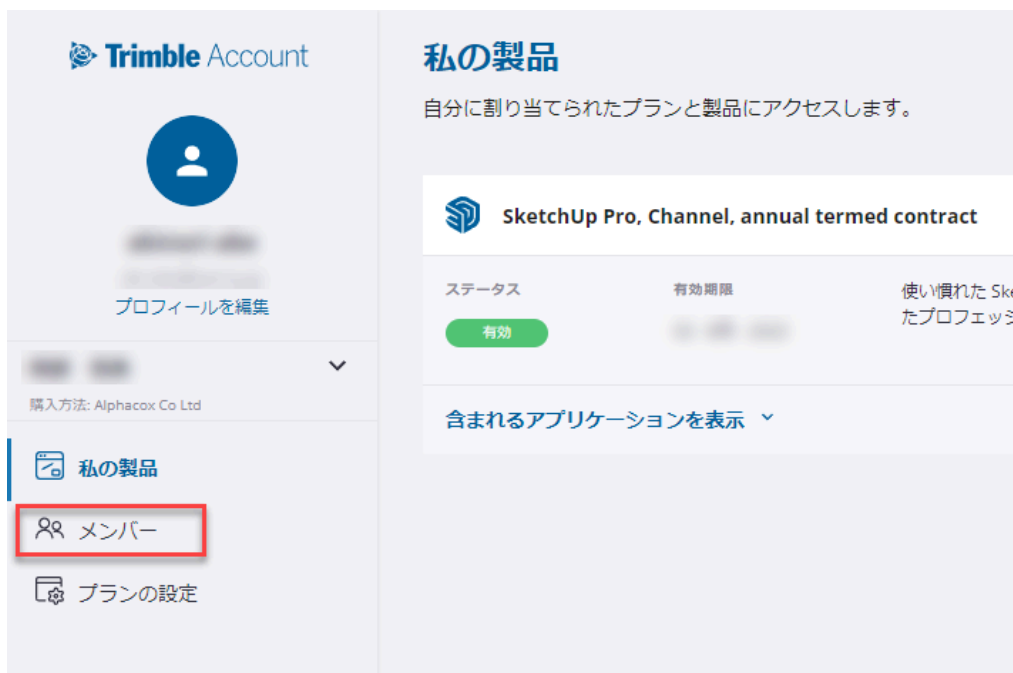 Trimble Account
プロフィールを編集
購入方法: Alphacox Co Ltd
私の製品
メンバー
プランの設定
私の製品
自分に割り当てられたプランと製品にアクセスします。
SketchUp Pro, Channel, annual termed contract
ステータス
有効
有効期限
使い慣れた Ske
たプロフェッシ
含まれるアプリケーションを表示